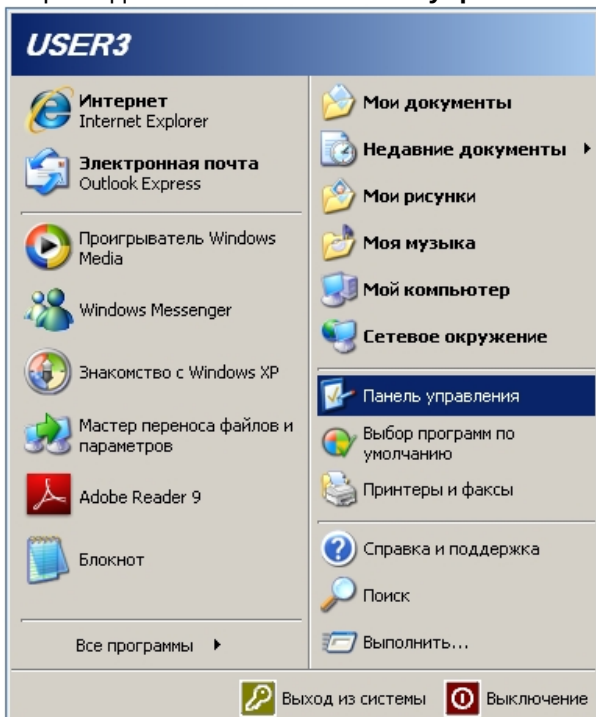 USER3
Интернет
Internet Explorer
Электронная почта
Outlook Express
Проигрыватель Windows
Media
Windows Messenger
Знакомство с Windows XP
Мастер переноса файлов и
параметров
Adobe Reader 9
Блокнот
Все программы
Мои документы
Недавние документы
Мои рисунки
Моя музыка
Мой компьютер
Сетевое окружение
Панель управления
Выбор программ по
умолчанию
Принтеры и факсы
Справка и поддержка
Поиск
Выполнить...
Выход из системы
Выключение